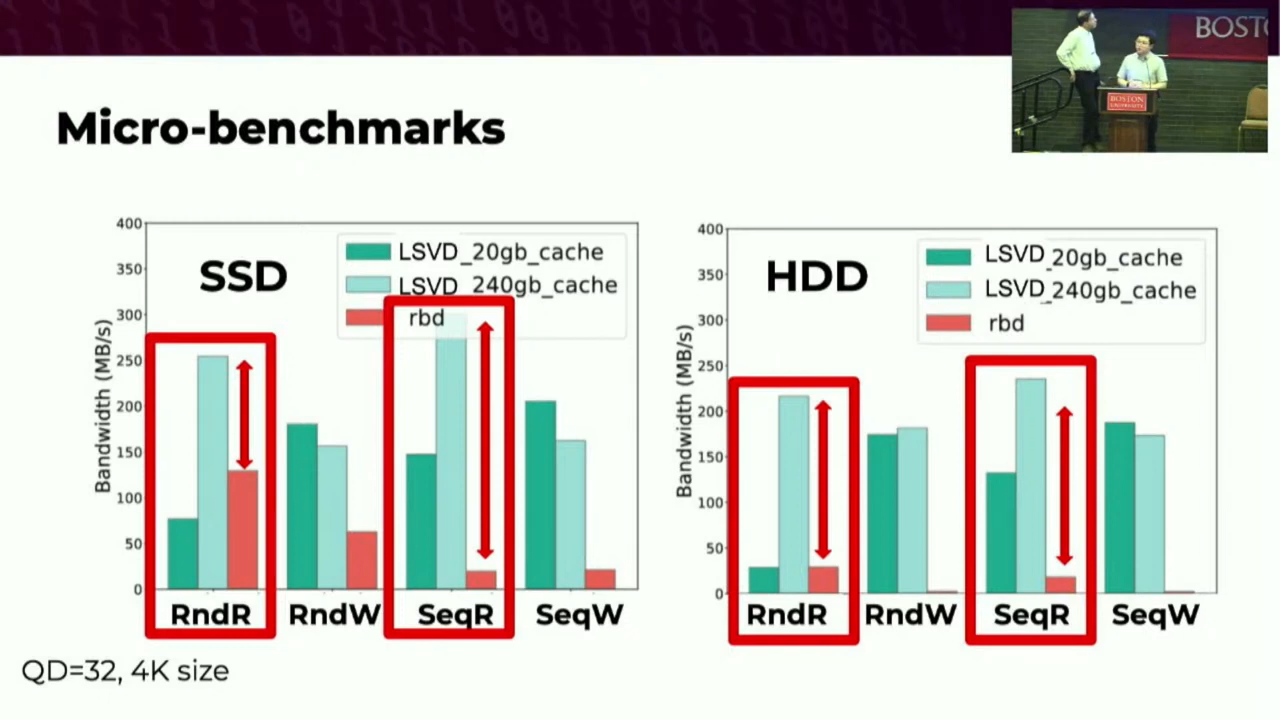 BOSTO
BOSTON
UNIVERSITY
Micro-benchmarks
400
350
300
250
200
150
100
50
0
Bandwidth (MB/s)
SSD
LSVD_20gb_cache
LSVD_240gb_cache
rbd
RndR RndW SeqR SeqW
400
350
300
250
200
150
100
50
0
Bandwidth (MB/s)
HDD
LSVD_20gb_cache
LSVD_240gb_cache
rbd
RndR RndW SeqR SeqW
QD=32, 4K size